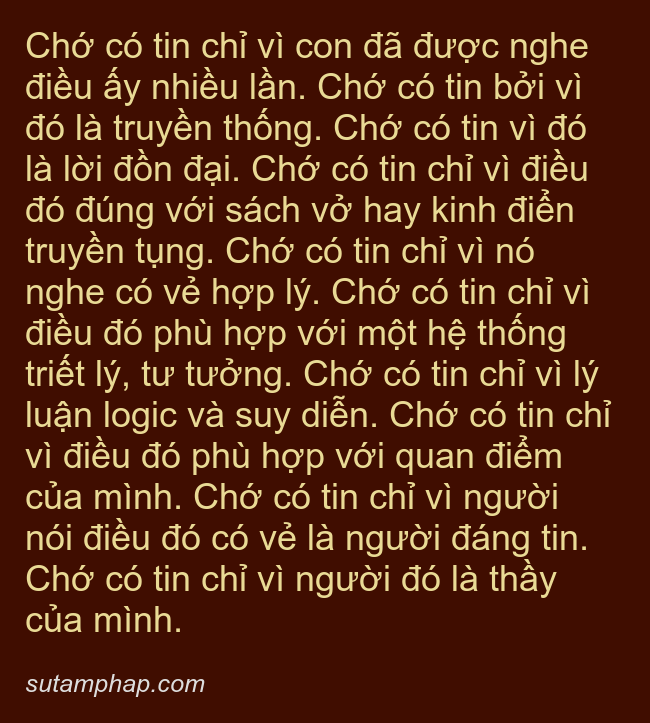 Chớ có tin chỉ vì con đã được nghe
điều ấy nhiều lần. Chớ có tin bởi vì
đó là truyền thống. Chớ có tin vì đó
là lời đồn đại. Chớ có tin chỉ vì điều
đó đúng với sách vở hay kinh điển
truyền tụng. Chớ có tin chỉ vì nó
nghe có vẻ hợp lý. Chớ có tin chỉ vì
điều đó phù hợp với một hệ thống
triết lý, tư tưởng. Chớ có tin chỉ vì lý
luận logic và suy diễn. Chớ có tin chỉ
vì điều đó phù hợp với quan điểm
của mình. Chớ có tin chỉ vì người
nói điều đó có vẻ là người đáng tin.
Chớ có tin chỉ vì người đó là thầy
của mình.
sutamphap.com